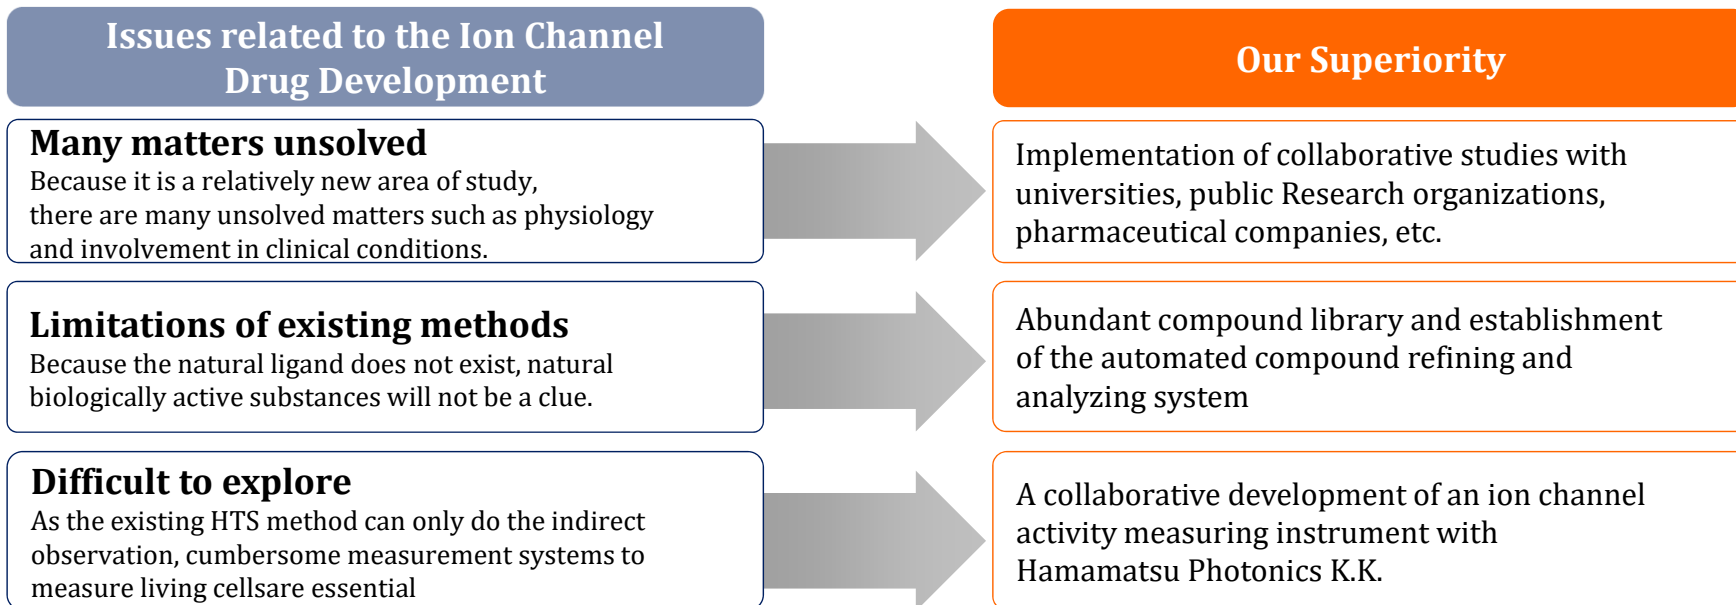 Issues related to the Ion Channel
Drug Development
Our Superiority
Many matters unsolved
Because it is a relatively new area of study,
there are many unsolved matters such as physiology
and involvement in clinical conditions.
Implementation of collaborative studies with
universities, public Research organizations,
pharmaceutical companies, etc.
Limitations of existing methods
Because the natural ligand does not exist, natural
biologically active substances will not be a clue.
Abundant compound library and establishment
of the automated compound refining and
analyzing system
Difficult to explore
As the existing HTS method can only do the indirect
observation, cumbersome measurement systems to
measure living cellsare essential
A collaborative development of an ion channel
activity measuring instrument with
Hamamatsu Photonics K.K.